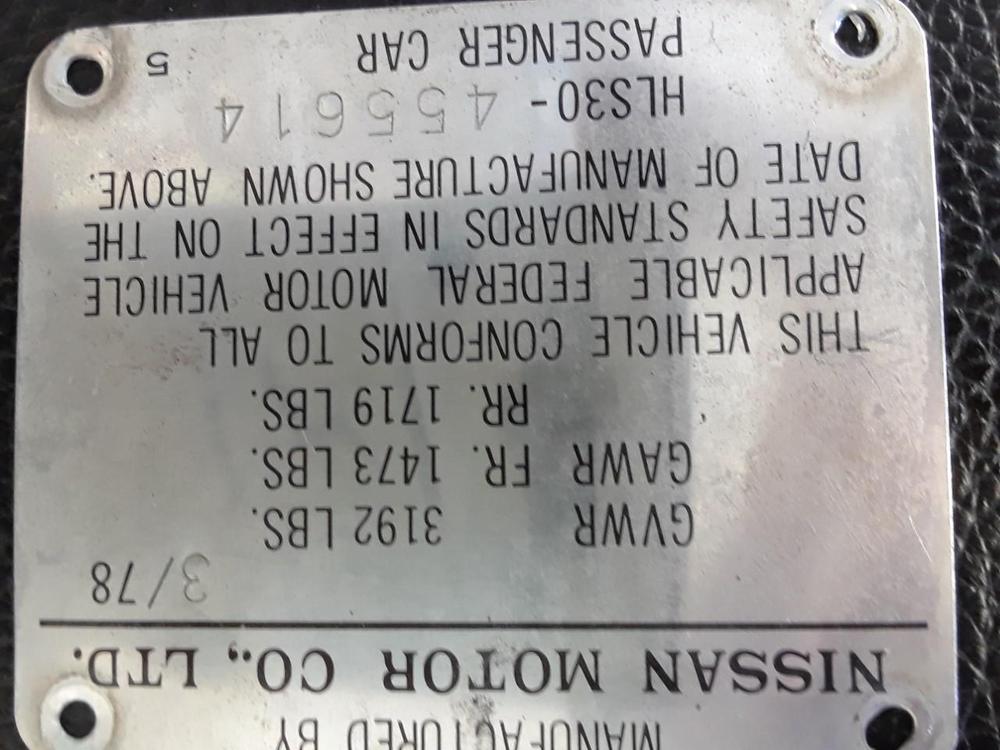 MANUFACTURED BY
NISSAN MOTOR CO., LTD.
3/78
GVWR 3192 LBS.
GAWR FR. 1473 LBS.
RR. 1719 LBS.
THIS VEHICLE CONFORMS TO ALL
APPLICABLE FEDERAL MOTOR VEHICLE
SAFETY STANDARDS IN EFFECT ON THE
DATE OF MANUFACTURE SHOWN ABOVE.
HLS30- 455614
PASSENGER CAR 5